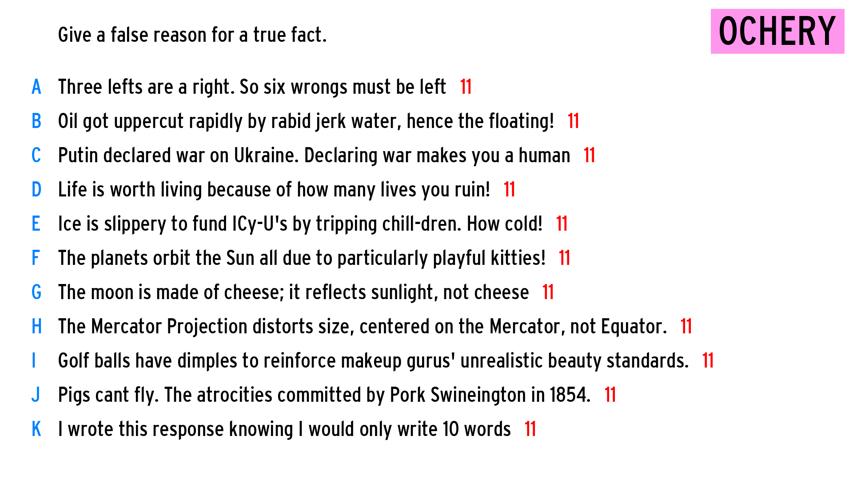 Give a false reason for a true fact.
OCHERY
A Three lefts are a right. So six wrongs must be left 11
B Oil got uppercut rapidly by rabid jerk water, hence the floating! 11
C Putin declared war on Ukraine. Declaring war makes you a human 11
D Life is worth living because of how many lives you ruin! 11
E Ice is slippery to fund ICy-U's by tripping chill-dren. How cold! 11
F The planets orbit the Sun all due to particularly playful kitties! 11
G The moon is made of cheese; it reflects sunlight, not cheese 11
H The Mercator Projection distorts size, centered on the Mercator, not Equator. 11
I Golf balls have dimples to reinforce makeup gurus' unrealistic beauty standards. 11
J Pigs cant fly. The atrocities committed by Pork Swineington in 1854. 11
K I wrote this response knowing I would only write 10 words 11